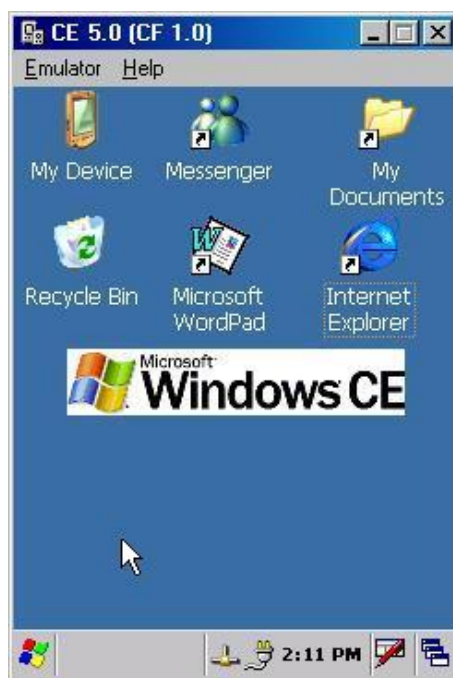 CE 5.0 (CF 1.0)
Emulator Help
My Device
Messenger
My
Documents
Recycle Bin
Microsoft
WordPad
Internet
Explorer
Microsoft
Windows CE
2:11 PM